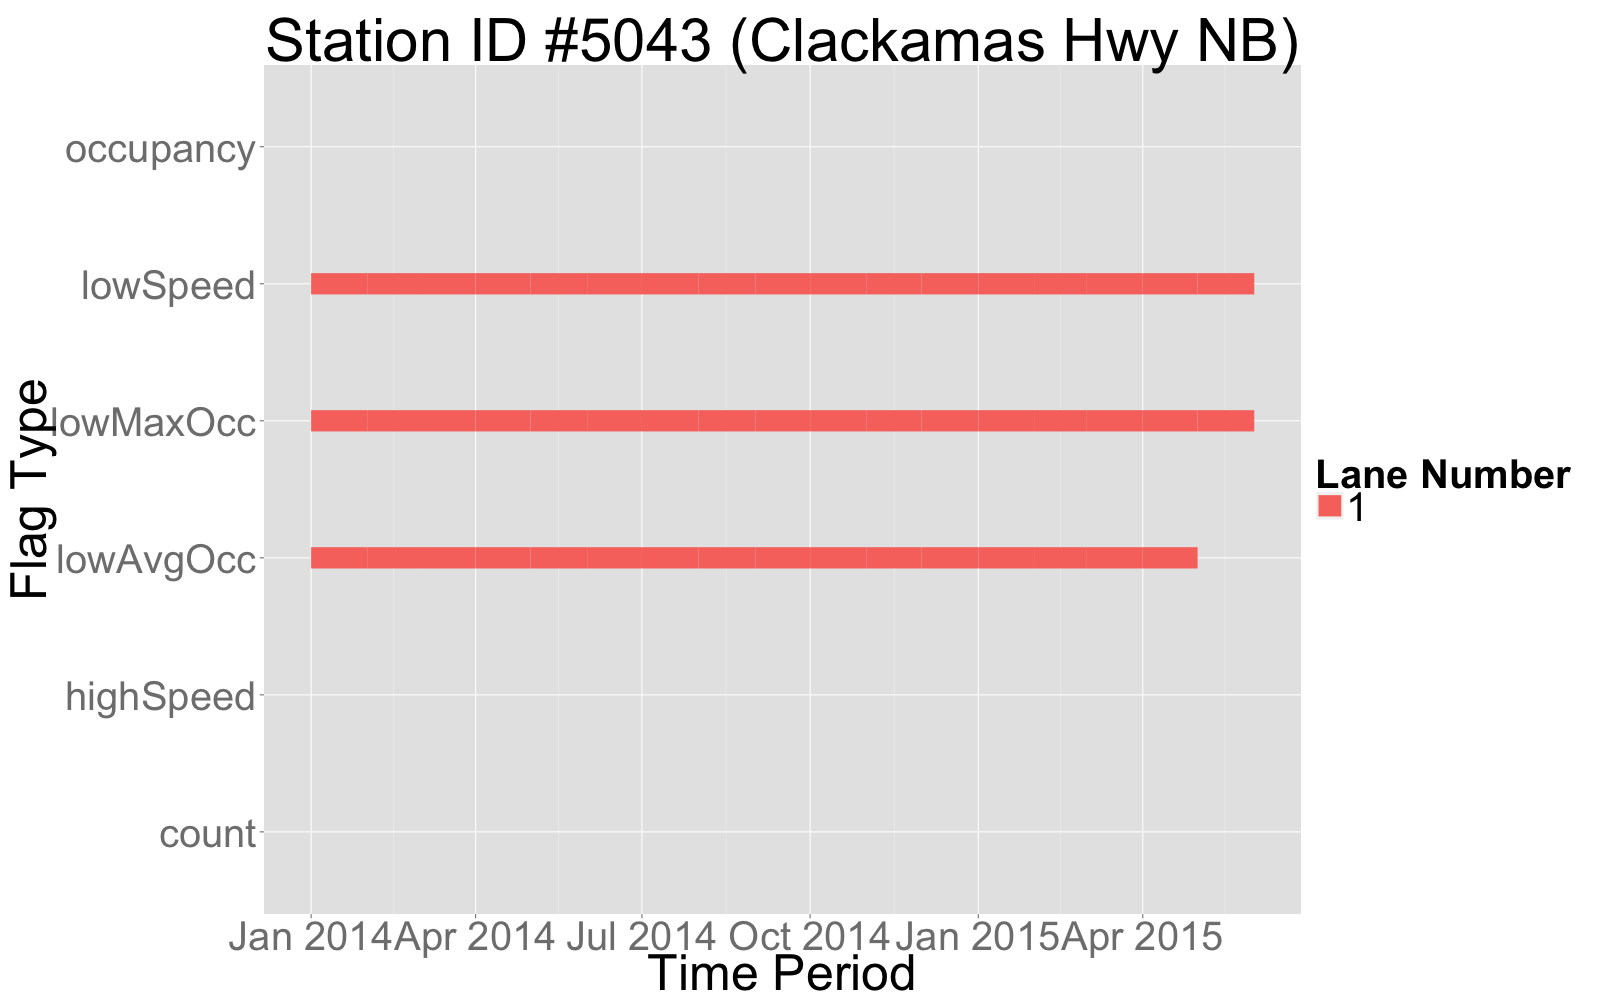 Station ID #5043 (Clackamas Hwy NB)
occupancy
lowSpeed
lowMaxOcc
lowAvgOcc
highSpeed
count
Flag Type
Jan 2014 Apr 2014 Jul 2014 Oct 2014 Jan 2015 Apr 2015
Time Period
Lane Number
1